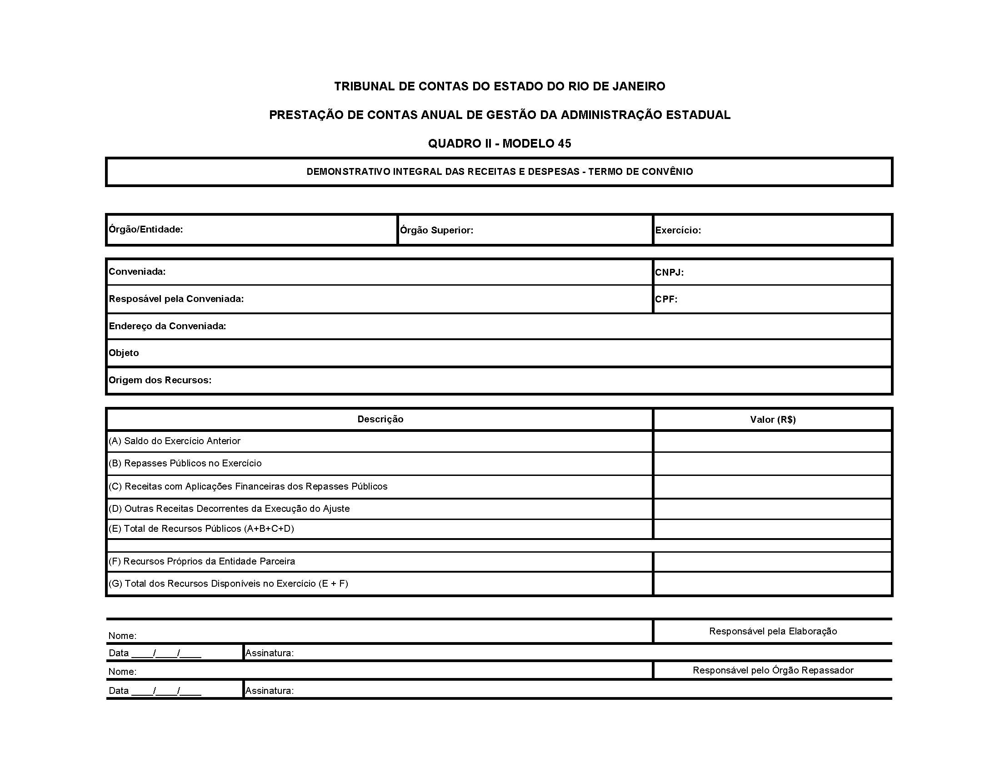 TRIBUNAL DE CONTAS DO ESTADO DO RIO DE JANEIRO
PRESTAÇÃO DE CONTAS ANUAL DE GESTÃO DA ADMINISTRAÇÃO ESTADUAL
QUADRO II - MODELO 45
DEMONSTRATIVO INTEGRAL DAS RECEITAS E DESPESAS - TERMO DE CONVÊNIO
Órgão/Entidade: Órgão Superior: Exercício:
Conveniada: CNPJ:
Resposável pela Conveniada: CPF:
Endereço da Conveniada:
Objeto
Origem dos Recursos:
Descrição Valor (R$)
(A) Saldo do Exercício Anterior
(B) Repasses Públicos no Exercício
(C) Receitas com Aplicações Financeiras dos Repasses Públicos
(D) Outras Receitas Decorrentes da Execução do Ajuste
(E) Total de Recursos Públicos (A+B+C+D)
(F) Recursos Próprios da Entidade Parceira
(G) Total dos Recursos Disponíveis no Exercício (E + F)
Nome: Responsável pela Elaboração
Data ____/____/____ Assinatura:
Nome: Responsável pelo Órgão Repassador
Data ____/____/____ Assinatura: